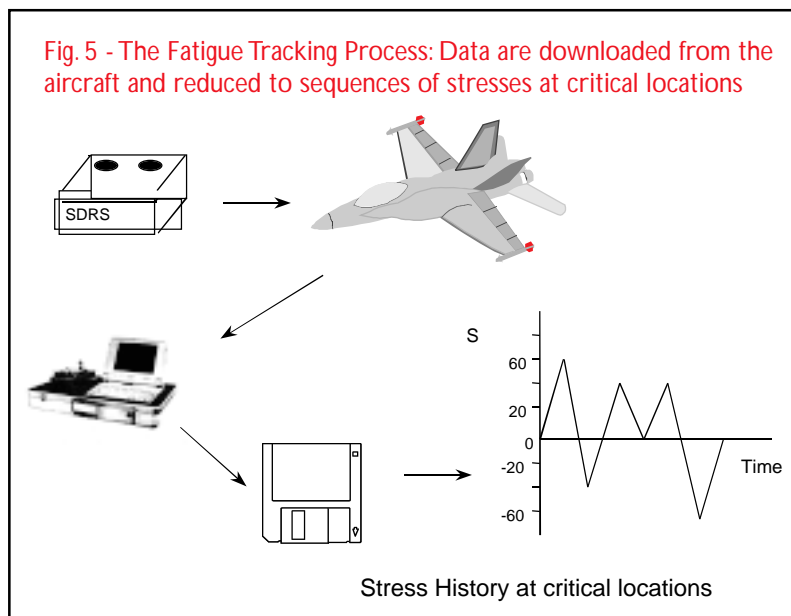 Fig. 5 - The Fatigue Tracking Process: Data are downloaded from the
aircraft and reduced to sequences of stresses at critical locations
SDRS
S
60
20
0
-20
-60
Time
Stress History at critical locations